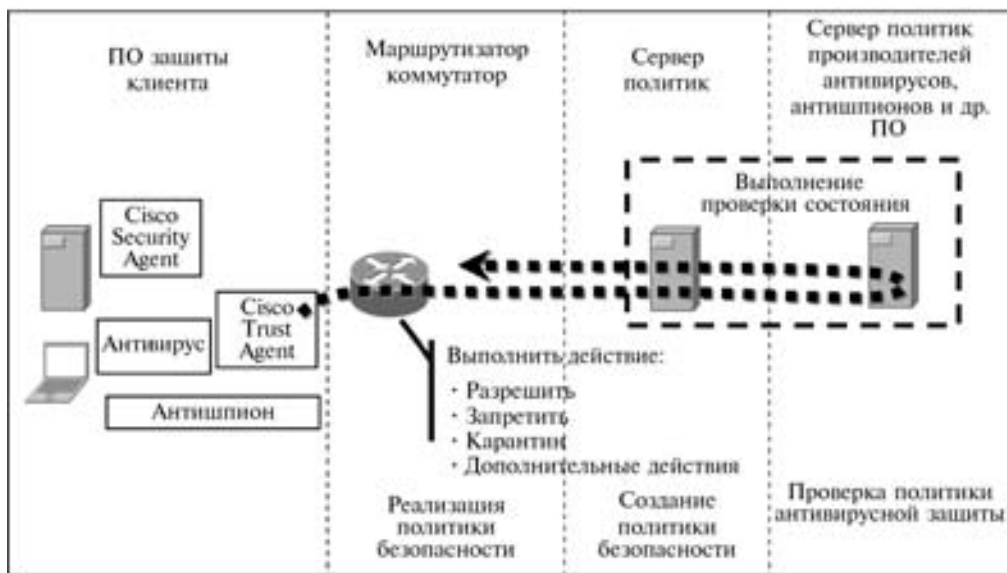 ПО защиты
клиента
Маршрутизатор
коммутатор
Сервер
политик
Сервер политик
производителей
антивирусов,
антишпионов и др.
ПО
Выполнение
проверки состояния
Cisco
Security
Agent
Антивирус
Cisco
Trust
Agent
Антишпион
Выполнить действие:
· Разрешить
· Запретить
· Карантин
· Дополнительные действия
Реализация
политики
безопасности
Создание
политики
безопасности
Проверка политики
антивирусной защиты